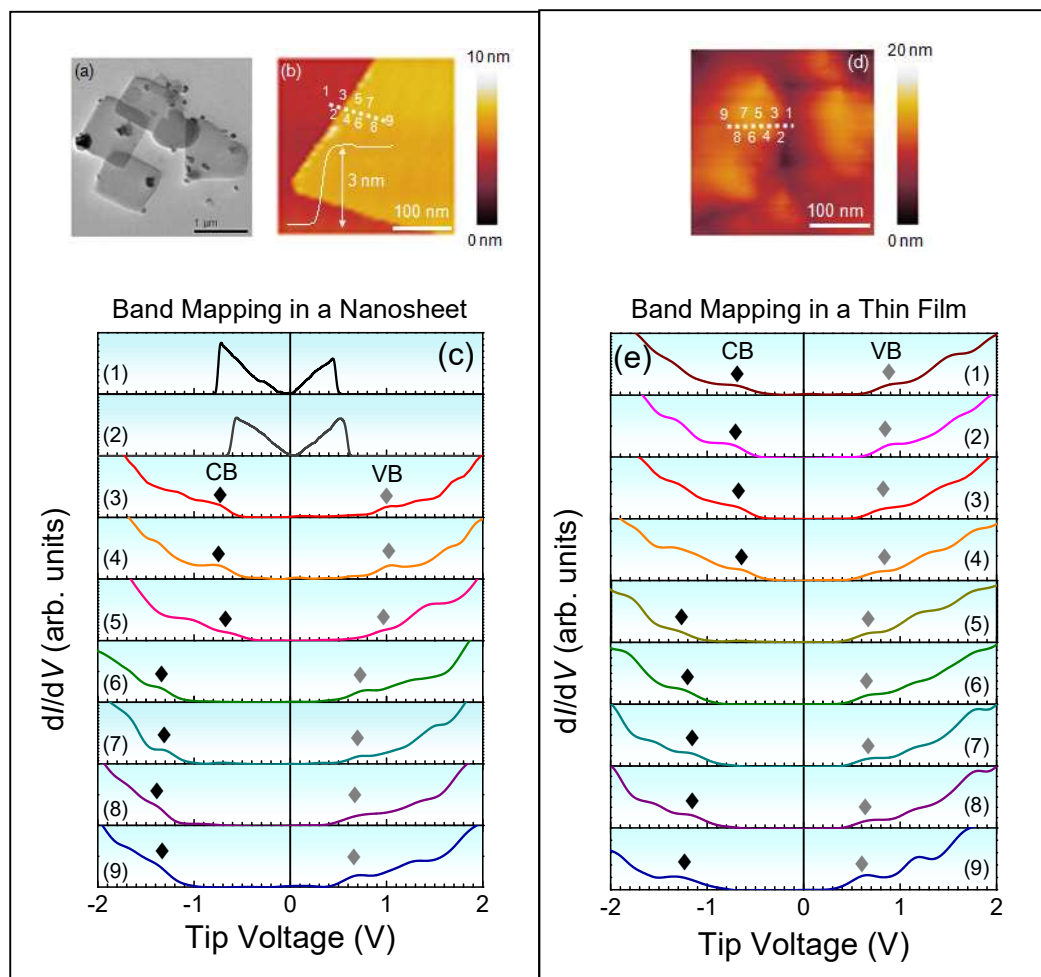 (a)
1 µm
(b)
1 3 5 7
2 4 6 8 9
3 nm
100 nm
10 nm
0 nm
Band Mapping in a Nanosheet
(c)
(1)
(2)
CB VB
(3)
(4)
(5)
(6)
(7)
(8)
(9)
dI/dV (arb. units)
-2 -1 0 1 2
Tip Voltage (V)
(d)
9 7 5 3 1
8 6 4 2
100 nm
20 nm
0 nm
Band Mapping in a Thin Film
(e)
CB VB
(1)
(2)
(3)
(4)
(5)
(6)
(7)
(8)
(9)
dI/dV (arb. units)
-2 -1 0 1 2
Tip Voltage (V)